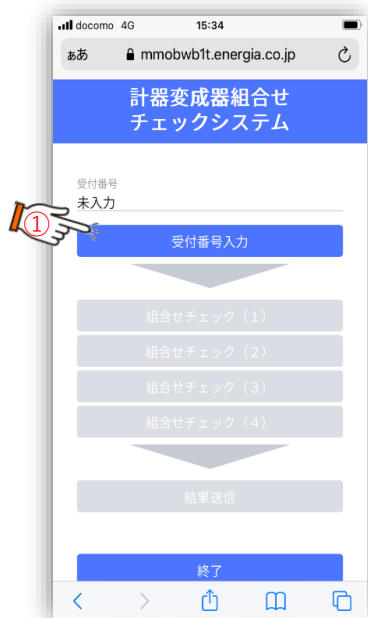 docomo 4G 15:34
ああ mmobwb1t.energia.co.jp
計器変成器組合せ
チェックシステム
受付番号
未入力
①
受付番号入力
組合せチェック（1）
組合せチェック（2）
組合せチェック（3）
組合せチェック（4）
結果送信
終了